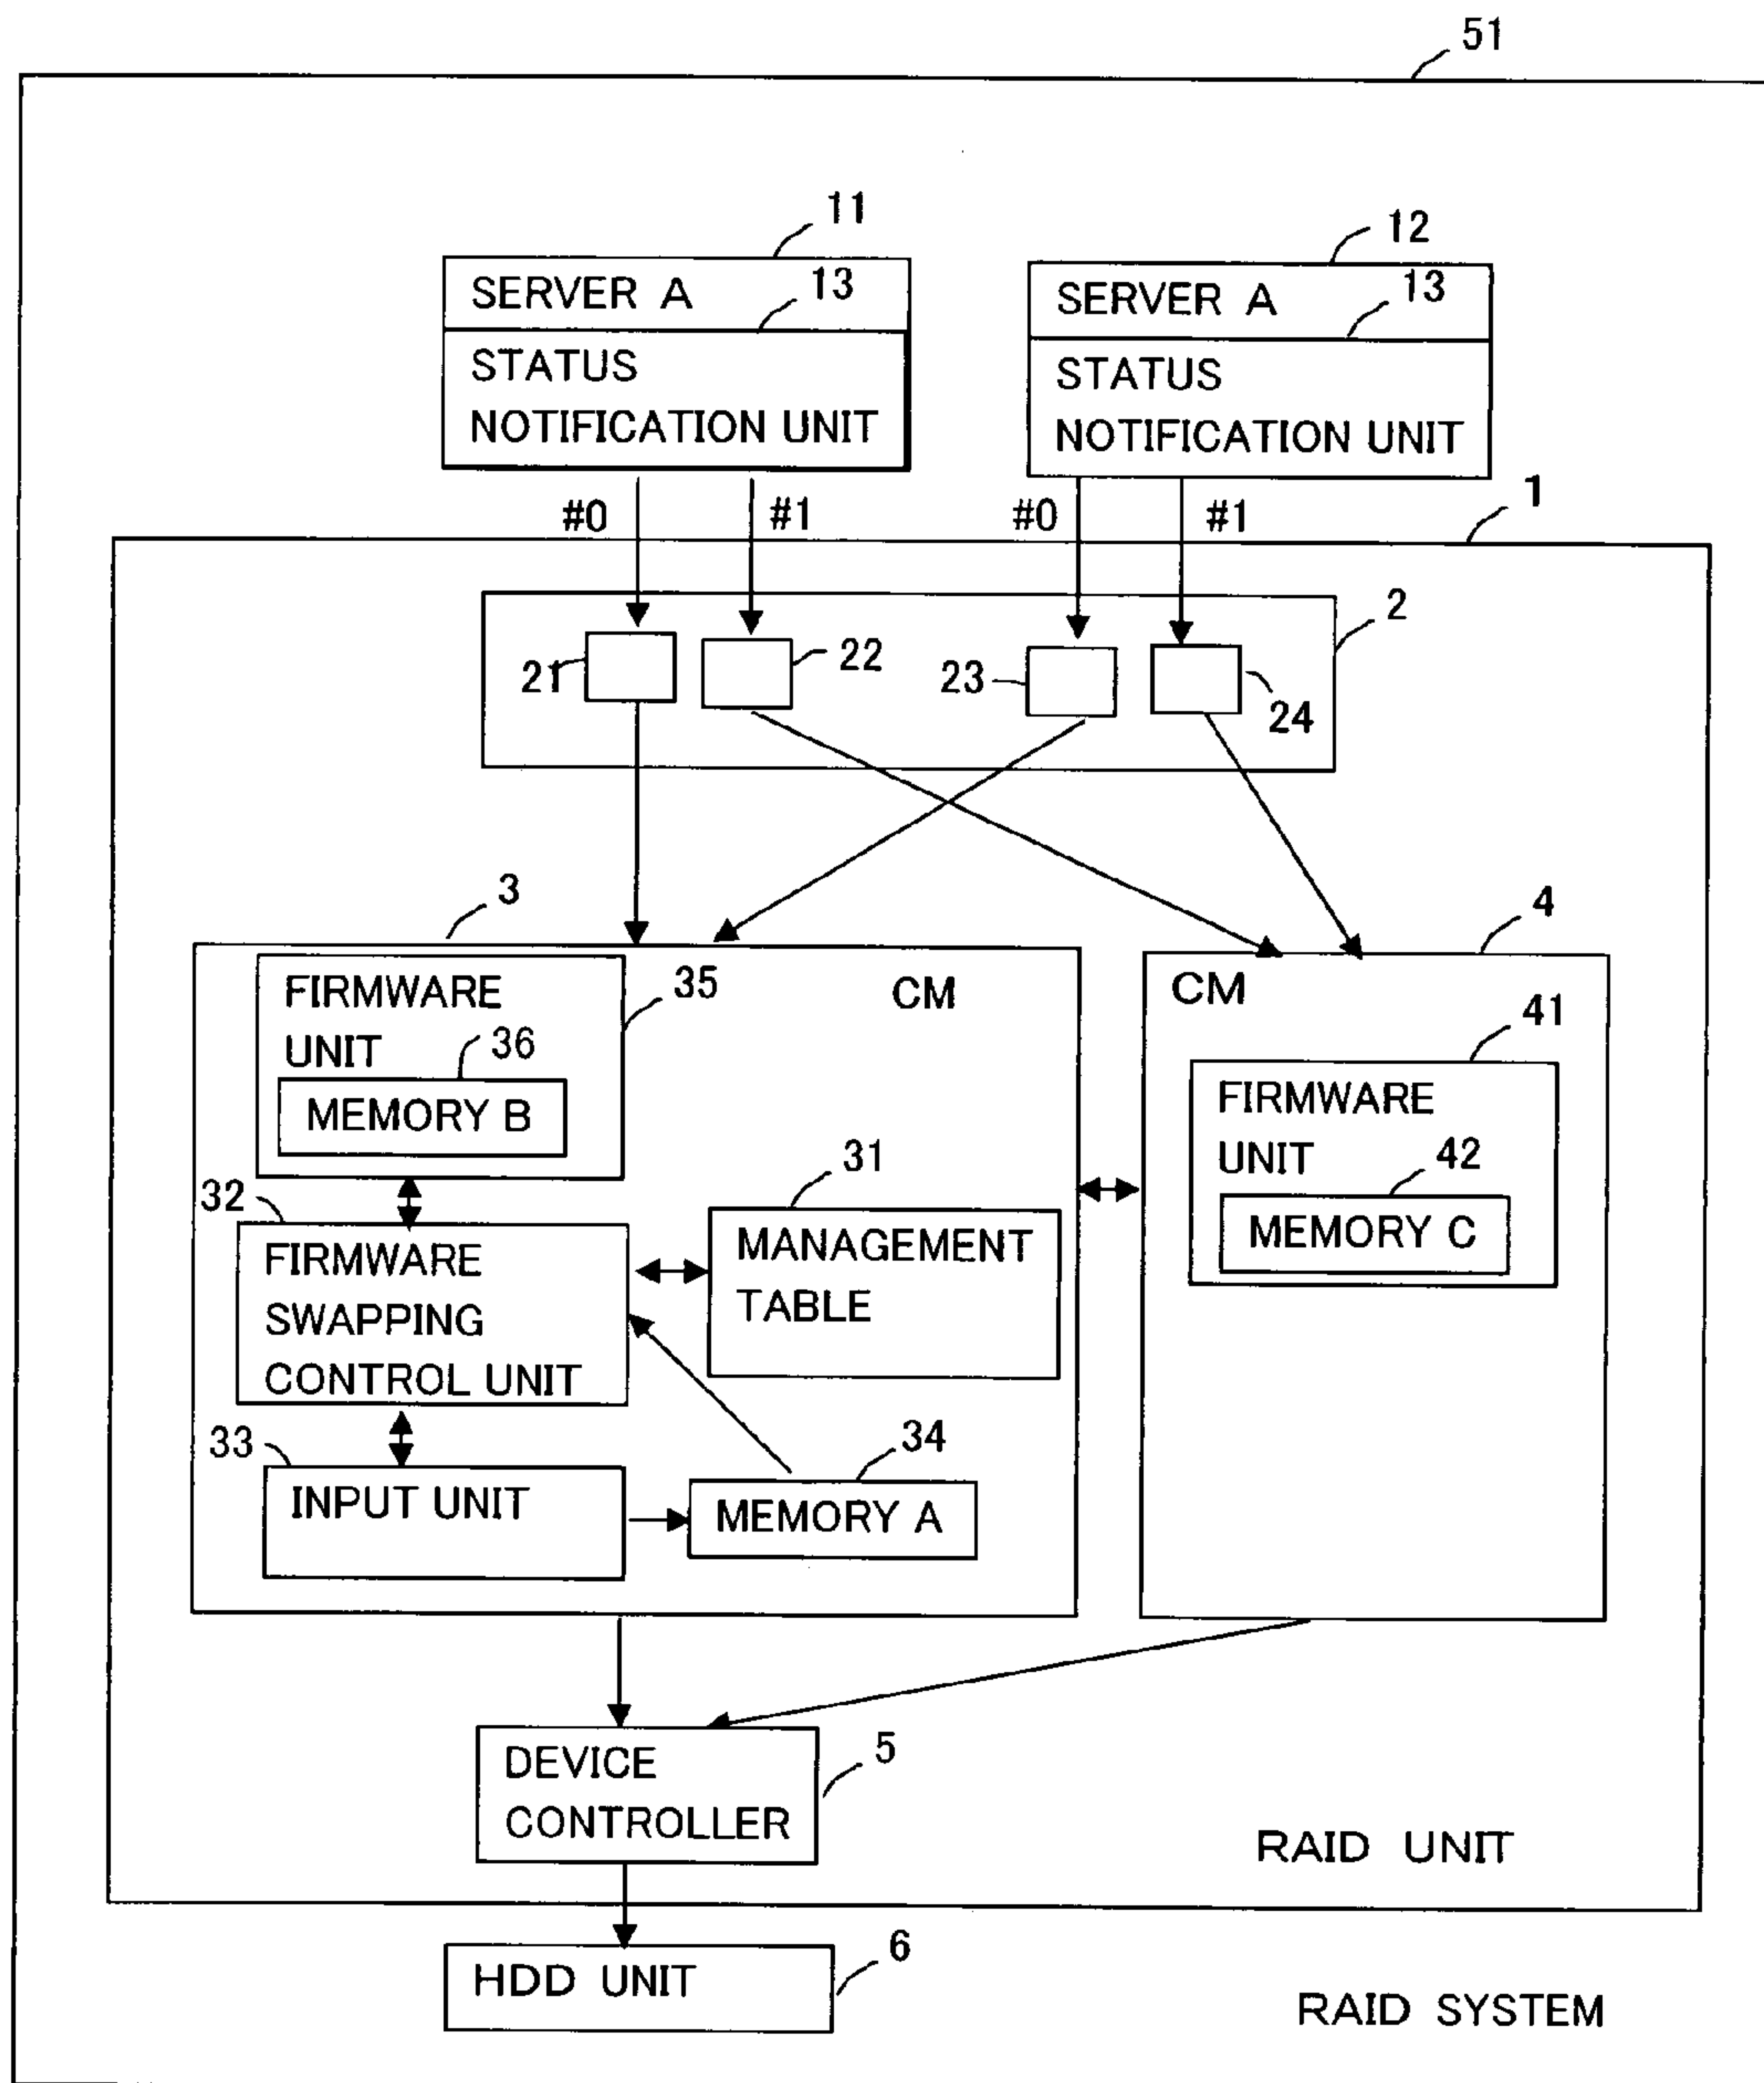 51
11
12
SERVER A
13
SERVER A
13
STATUS
NOTIFICATION UNIT
STATUS
NOTIFICATION UNIT
#0
#1
#0
#1
1
2
21
22
23
24
3
4
FIRMWARE
UNIT
35
CM
36
MEMORY B
CM
41
FIRMWARE
UNIT
42
MEMORY C
32
31
FIRMWARE
SWAPPING
CONTROL UNIT
MANAGEMENT
TABLE
33
34
INPUT UNIT
MEMORY A
DEVICE
CONTROLLER
5
RAID UNIT
6
HDD UNIT
RAID SYSTEM